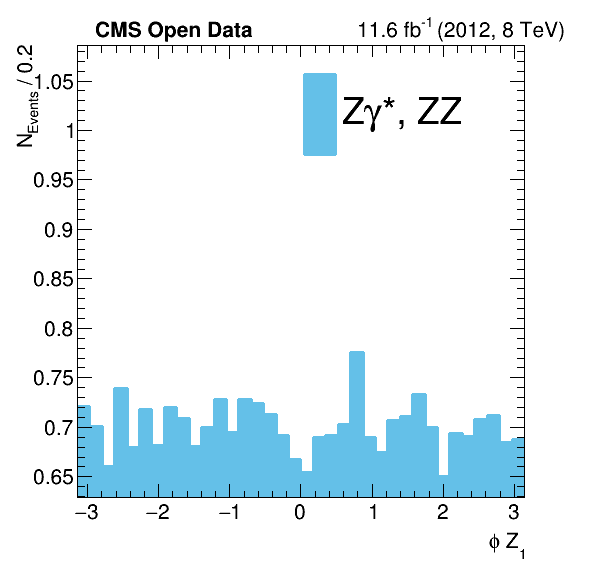 CMS Open Data 11.6 fb⁻¹ (2012, 8 TeV)
N_Events / 0.2
Zγ*, ZZ
1.05
1
0.95
0.9
0.85
0.8
0.75
0.7
0.65
−3 −2 −1 0 1 2 3
ϕ Z₁